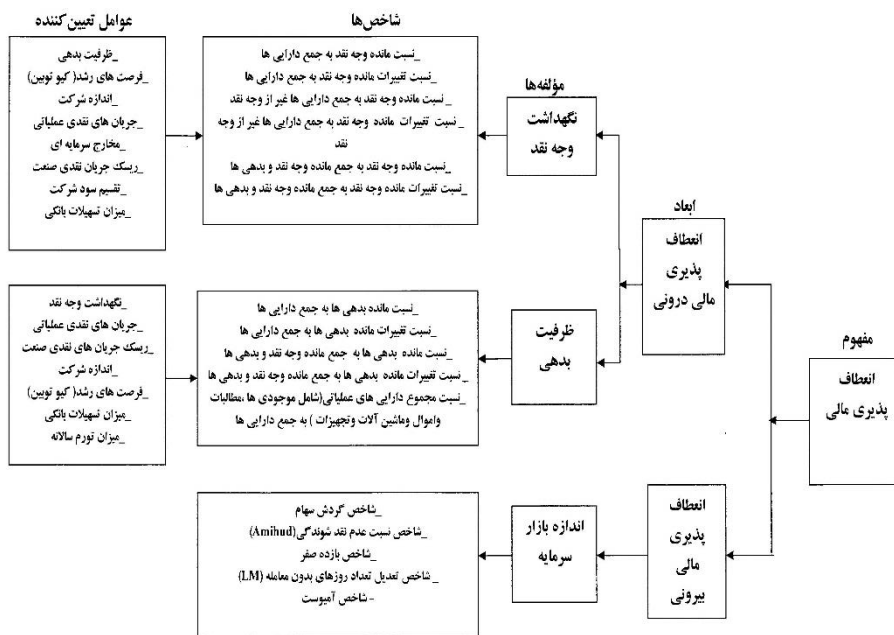 مفهوم
انعطاف
پذیری مالی
ابعاد
انعطاف
پذیری
مالی درونی
انعطاف
پذیری
مالی
بیرونی
مؤلفه‌ها
نگهداشت
وجه نقد
ظرفیت
بدهی
اندازه بازار
سرمایه
شاخص‌ها
_نسبت مانده وجه نقد به جمع دارایی ها
_نسبت تغییرات مانده وجه نقد به جمع دارایی ها
_نسبت مانده وجه نقد به جمع دارایی ها غیر از وجه نقد
_نسبت تغییرات مانده وجه نقد به جمع دارایی ها غیر از وجه
نقد
_نسبت مانده وجه نقد به جمع مانده وجه نقد و بدهی ها
_نسبت تغییرات مانده وجه نقد به جمع مانده وجه نقد و بدهی ها
_نسبت مانده بدهی ها به جمع دارایی ها
_نسبت تغییرات مانده بدهی ها به جمع دارایی ها
_نسبت مانده بدهی ها به جمع مانده وجه نقد و بدهی ها
_نسبت تغییرات مانده بدهی ها به جمع مانده وجه نقد و بدهی ها
_نسبت مجموع دارایی های عملیاتی(شامل موجودی ها ،مطالبات
واموال وماشین آلات وتجهیزات ) به جمع دارایی ها
_شاخص گردش سهام
_شاخص نسبت عدم نقد شوندگی(Amihud)
_شاخص بازده صفر
_ شاخص تعدیل تعداد روزهای بدون معامله (LM)
- شاخص آمیوست
عوامل تعیین‌کننده
_ظرفیت بدهی
_فرصت های رشد( کیو توبین)
_اندازه شرکت
_جریان های نقدی عملیاتی
_مخارج سرمایه ای
_ریسک جریان نقدی صنعت
_تقسیم سود شرکت
_میزان تسهیلات بانکی
_نگهداشت وجه نقد
_جریان های نقدی عملیاتی
_ریسک جریان های نقدی صنعت
_اندازه شرکت
_فرصت های رشد( کیو توبین)
_میزان تسهیلات بانکی
_میزان تورم سالانه